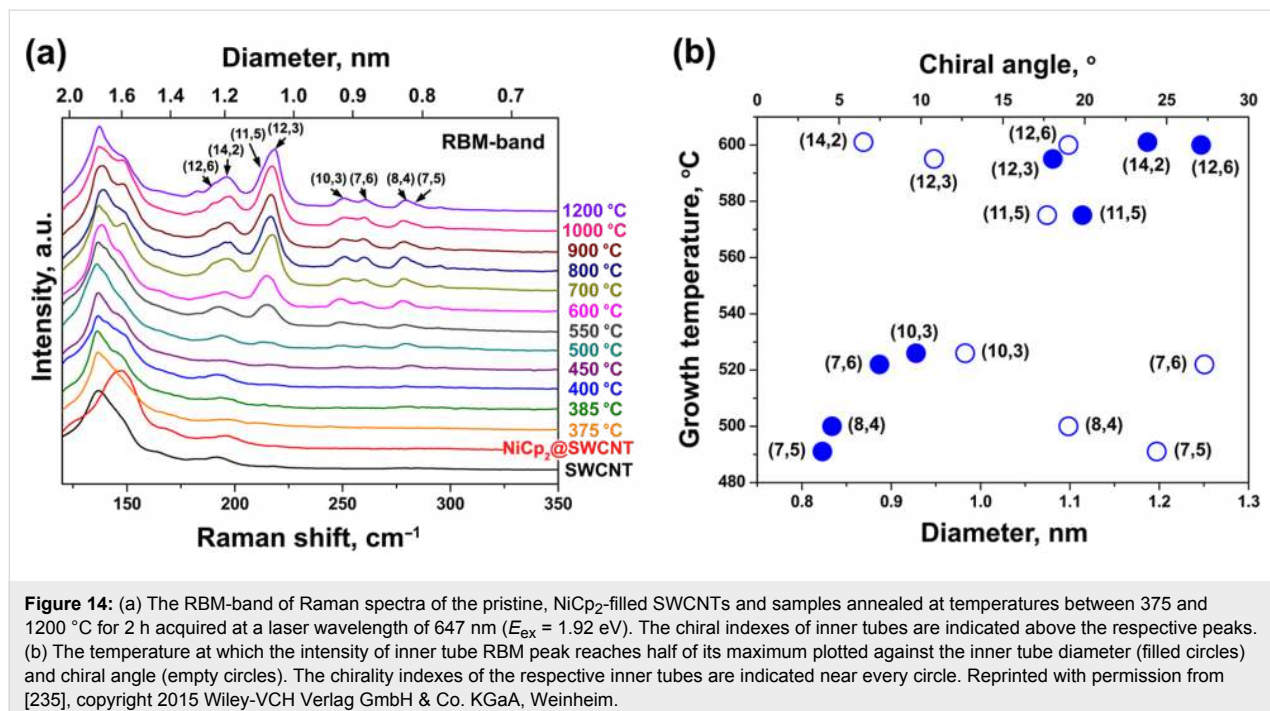 (a)
Diameter, nm
2.0 1.6 1.4 1.2 1.0 0.9 0.8 0.7
RBM-band
(12,6) (14,2) (11,5) (12,3)
(10,3) (7,6) (8,4) (7,5)
1200 °C
1000 °C
900 °C
800 °C
700 °C
600 °C
550 °C
500 °C
450 °C
400 °C
385 °C
375 °C
NiCp2@SWCNT
SWCNT
Intensity, a.u.
150 200 250 300 350
Raman shift, cm–1
(b)
Chiral angle, °
0 5 10 15 20 25 30
Growth temperature, °C
600
580
560
540
520
500
480
(14,2) (12,6)
(12,3) (12,3) (14,2) (12,6)
(11,5) (11,5)
(10,3)
(7,6) (10,3) (7,6)
(8,4) (8,4)
(7,5) (7,5)
0.8 0.9 1.0 1.1 1.2 1.3
Diameter, nm
Figure 14: (a) The RBM-band of Raman spectra of the pristine, NiCp2-filled SWCNTs and samples annealed at temperatures between 375 and
1200 °C for 2 h acquired at a laser wavelength of 647 nm (Eex = 1.92 eV). The chiral indexes of inner tubes are indicated above the respective peaks.
(b) The temperature at which the intensity of inner tube RBM peak reaches half of its maximum plotted against the inner tube diameter (filled circles)
and chiral angle (empty circles). The chirality indexes of the respective inner tubes are indicated near every circle. Reprinted with permission from
[235], copyright 2015 Wiley-VCH Verlag GmbH & Co. KGaA, Weinheim.